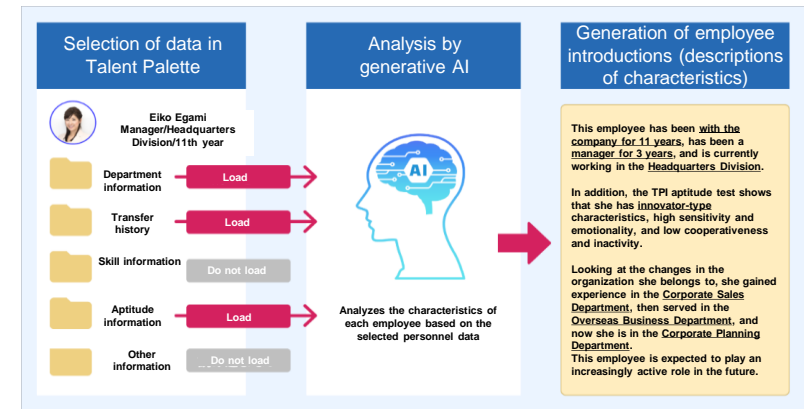 Selection of data in
Talent Palette
Eiko Egami
Manager/Headquarters
Division/11th year
Department
information
Load
Transfer
history
Load
Skill information
Do not load
Aptitude
information
Load
Other
information
Do not load
Analysis by
generative AI
AI
Analyzes the characteristics of
each employee based on the
selected personnel data
Generation of employee
introductions (descriptions
of characteristics)
This employee has been with the
company for 11 years, has been a
manager for 3 years, and is currently
working in the Headquarters Division.
In addition, the TPI aptitude test shows
that she has innovator-type
characteristics, high sensitivity and
emotionality, and low cooperativeness
and inactivity.
Looking at the changes in the
organization she belongs to, she gained
experience in the Corporate Sales
Department, then served in the
Overseas Business Department, and
now she is in the Corporate Planning
Department.
This employee is expected to play an
increasingly active role in the future.